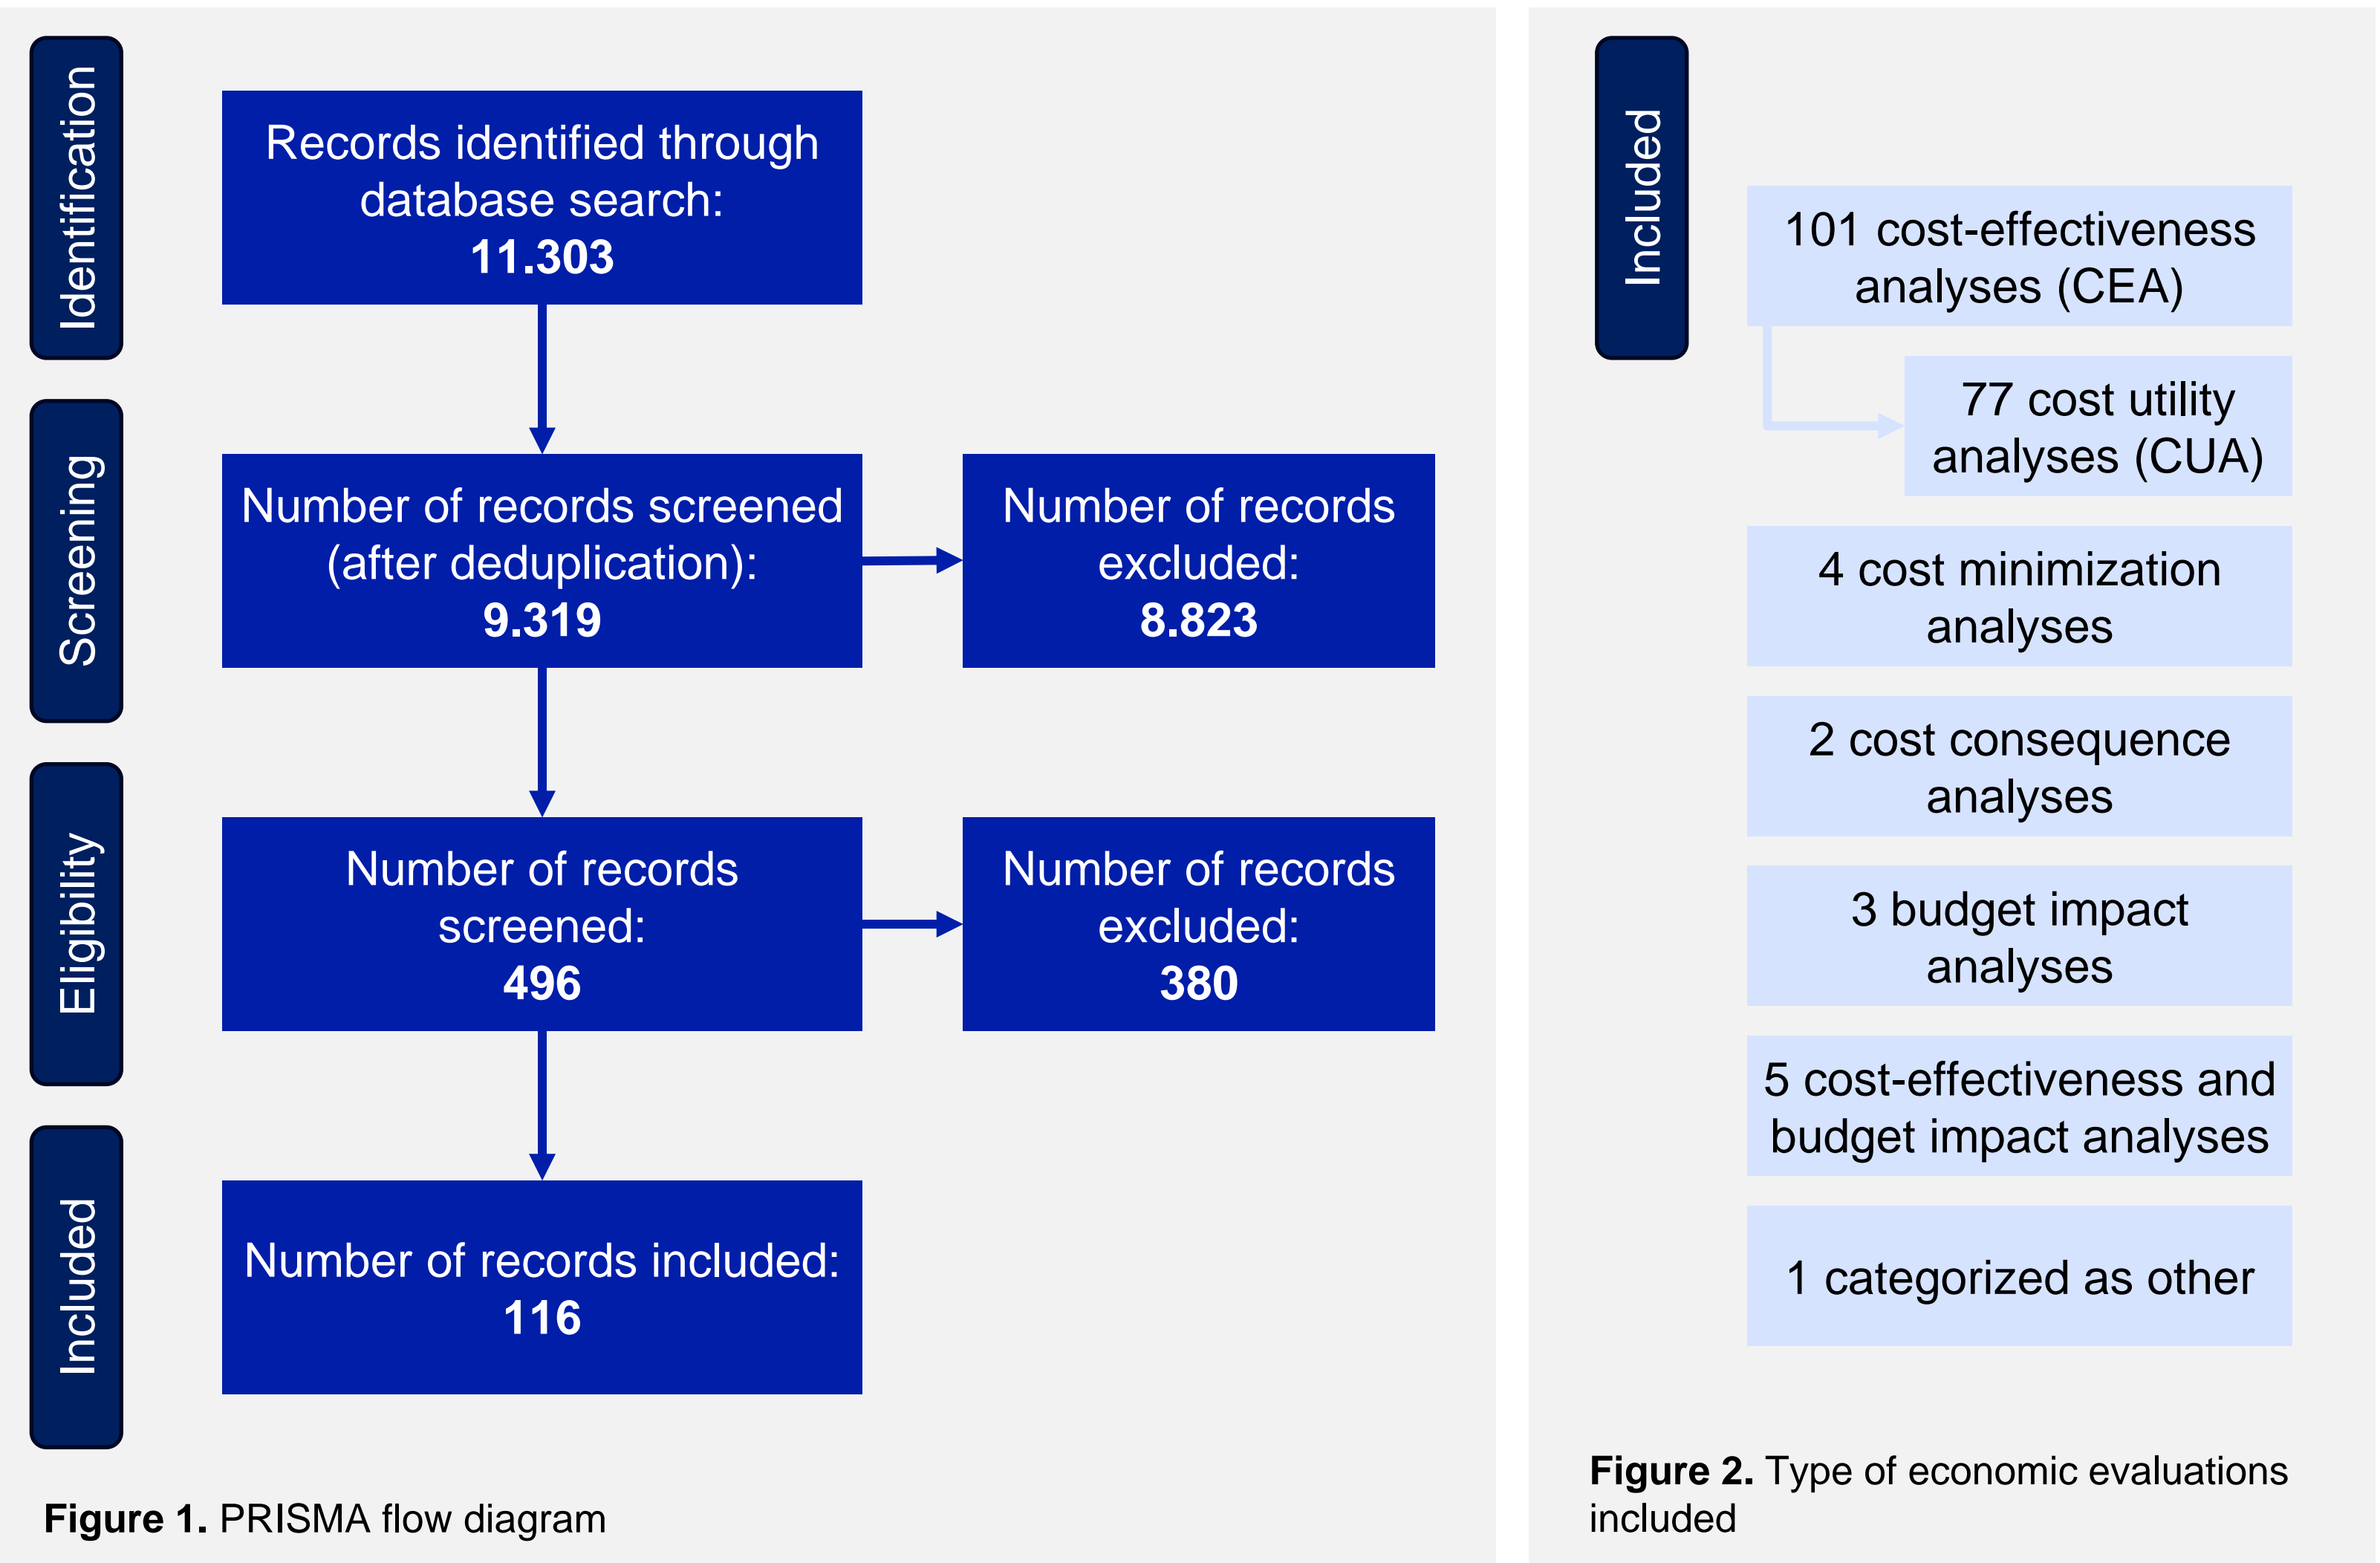 Identification
Records identified through
database search:
11.303
Screening
Number of records screened
(after deduplication):
9.319
Number of records
excluded:
8.823
Eligibility
Number of records
screened:
496
Number of records
excluded:
380
Included
Number of records included:
116
Figure 1. PRISMA flow diagram
Included
101 cost-effectiveness
analyses (CEA)
77 cost utility
analyses (CUA)
4 cost minimization
analyses
2 cost consequence
analyses
3 budget impact
analyses
5 cost-effectiveness and
budget impact analyses
1 categorized as other
Figure 2. Type of economic evaluations
included